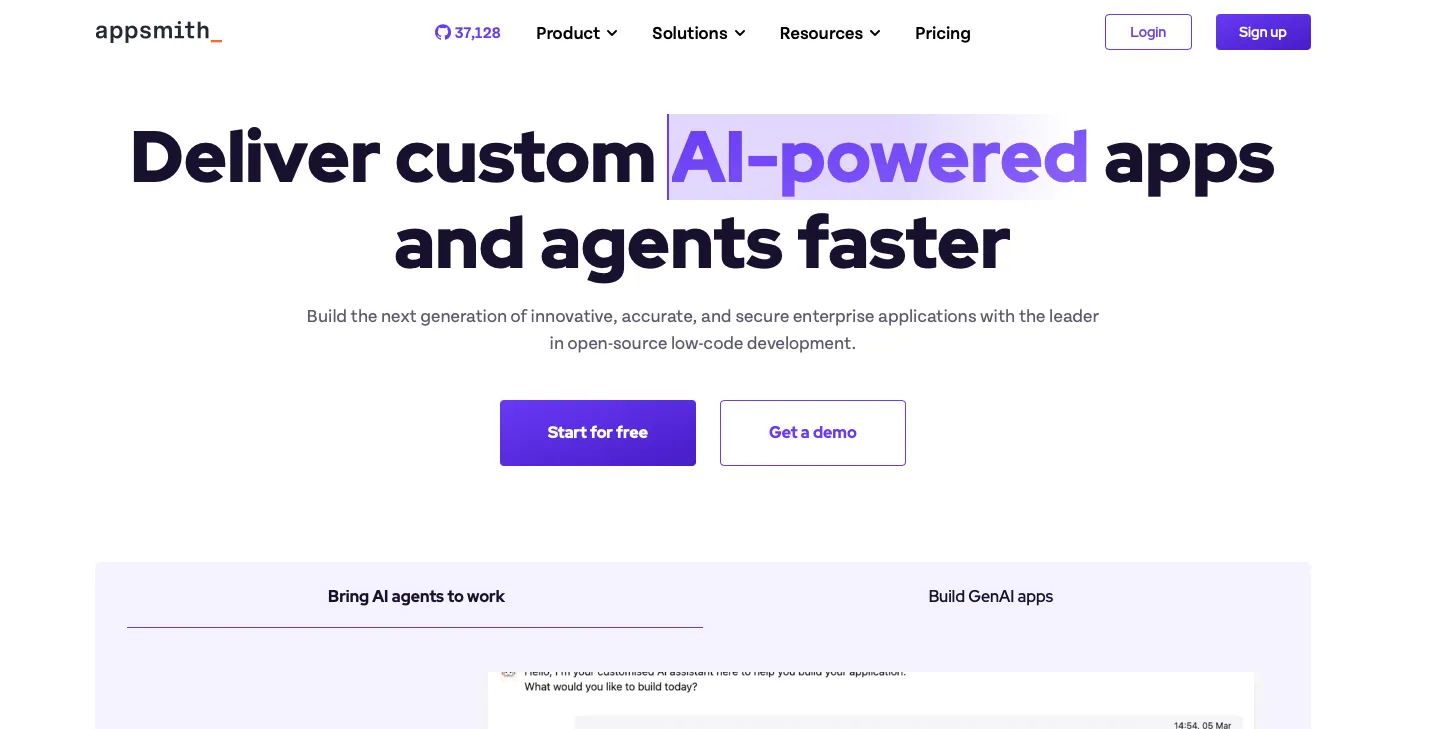 appsmith_
37,128 Product Solutions Resources Pricing Login Sign up
Deliver custom AI-powered apps
and agents faster
Build the next generation of innovative, accurate, and secure enterprise applications with the leader
in open-source low-code development.
Start for free Get a demo
Bring AI agents to work Build GenAI apps
Hello, I'm your customised AI assistant here to help you build your application.
What would you like to build today?
14:54, 05 Mar